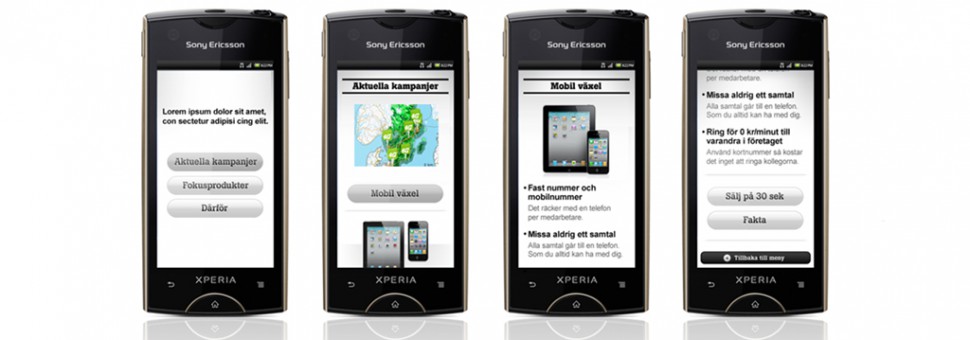 Sony Ericsson
Lorem ipsum dolor sit amet,
con sectetur adipisi cing elit.
Aktuella kampanjer
Fokusprodukter
Därför
XPERIA
Sony Ericsson
Aktuella kampanjer
Mobil växel
XPERIA
Sony Ericsson
Mobil växel
• Fast nummer och
mobilnummer
Det räcker med en telefon
per medarbetare.
• Missa aldrig ett samtal
Alla samtal går till en telefon.
Som du alltid kan ha med dig.
XPERIA
Sony Ericsson
per medarbetare.
• Missa aldrig ett samtal
Alla samtal går till en telefon.
Som du alltid kan ha med dig.
• Ring för 0 kr/minut till
varandra i företaget
Använd kortnummer så kostar
det inget att ringa kollegorna.
Sälj på 30 sek
Fakta
Tillbaka till meny
XPERIA